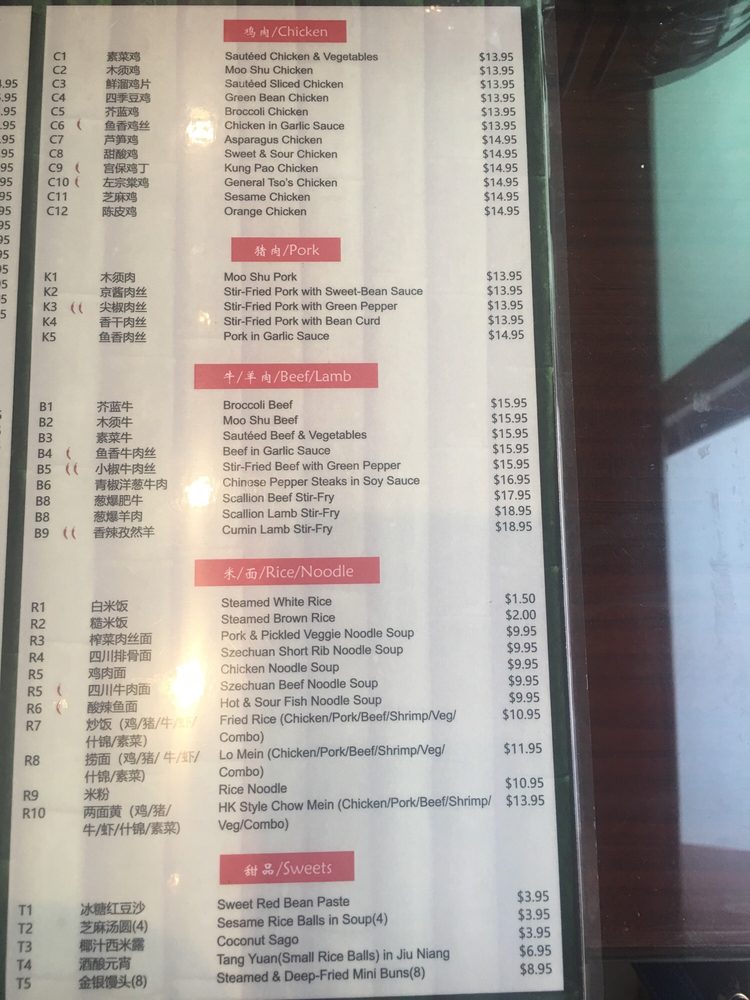 鸡肉/Chicken
C1 素菜鸡 Sautéed Chicken & Vegetables $13.95
C2 木须鸡 Moo Shu Chicken $13.95
C3 鲜溜鸡片 Sautéed Sliced Chicken $13.95
C4 四季豆鸡 Green Bean Chicken $13.95
C5 芥蓝鸡 Broccoli Chicken $13.95
C6 鱼香鸡丝 Chicken in Garlic Sauce $13.95
C7 芦笋鸡 Asparagus Chicken $14.95
C8 甜酸鸡 Sweet & Sour Chicken $14.95
C9 宫保鸡丁 Kung Pao Chicken $14.95
C10 左宗棠鸡 General Tso's Chicken $14.95
C11 芝麻鸡 Sesame Chicken $14.95
C12 陈皮鸡 Orange Chicken $14.95
猪肉/Pork
K1 木须肉 Moo Shu Pork $13.95
K2 京酱肉丝 Stir-Fried Pork with Sweet-Bean Sauce $13.95
K3 尖椒肉丝 Stir-Fried Pork with Green Pepper $13.95
K4 香干肉丝 Stir-Fried Pork with Bean Curd $13.95
K5 鱼香肉丝 Pork in Garlic Sauce $14.95
牛/羊肉/Beef/Lamb
B1 芥蓝牛 Broccoli Beef $15.95
B2 木须牛 Moo Shu Beef $15.95
B3 素菜牛 Sautéed Beef & Vegetables $15.95
B4 鱼香牛肉丝 Beef in Garlic Sauce $15.95
B5 小椒牛肉丝 Stir-Fried Beef with Green Pepper $15.95
B6 青椒洋葱牛肉 Chinese Pepper Steaks in Soy Sauce $16.95
B8 葱爆肥牛 Scallion Beef Stir-Fry $17.95
B8 葱爆羊肉 Scallion Lamb Stir-Fry $18.95
B9 香辣孜然羊 Cumin Lamb Stir-Fry $18.95
米/面/Rice/Noodle
R1 白米饭 Steamed White Rice $1.50
R2 糙米饭 Steamed Brown Rice $2.00
R3 榨菜肉丝面 Pork & Pickled Veggie Noodle Soup $9.95
R4 四川排骨面 Szechuan Short Rib Noodle Soup $9.95
R5 鸡肉面 Chicken Noodle Soup $9.95
R5 四川牛肉面 Szechuan Beef Noodle Soup $9.95
R6 酸辣鱼面 Hot & Sour Fish Noodle Soup $9.95
R7 炒饭（鸡/猪/牛/虾/ Fried Rice (Chicken/Pork/Beef/Shrimp/Veg/ $10.95
什锦/素菜） Combo)
R8 捞面（鸡/猪/ 牛/虾/ Lo Mein (Chicken/Pork/Beef/Shrimp/Veg/ $11.95
什锦/素菜） Combo)
R9 米粉 Rice Noodle $10.95
R10 两面黄（鸡/猪/ HK Style Chow Mein (Chicken/Pork/Beef/Shrimp/ $13.95
牛/虾/什锦/素菜） Veg/Combo)
甜品/Sweets
T1 冰糖红豆沙 Sweet Red Bean Paste $3.95
T2 芝麻汤圆(4) Sesame Rice Balls in Soup(4) $3.95
T3 椰汁西米露 Coconut Sago $3.95
T4 酒酿元宵 Tang Yuan(Small Rice Balls) in Jiu Niang $6.95
T5 金银馒头(8) Steamed & Deep-Fried Mini Buns(8) $8.95